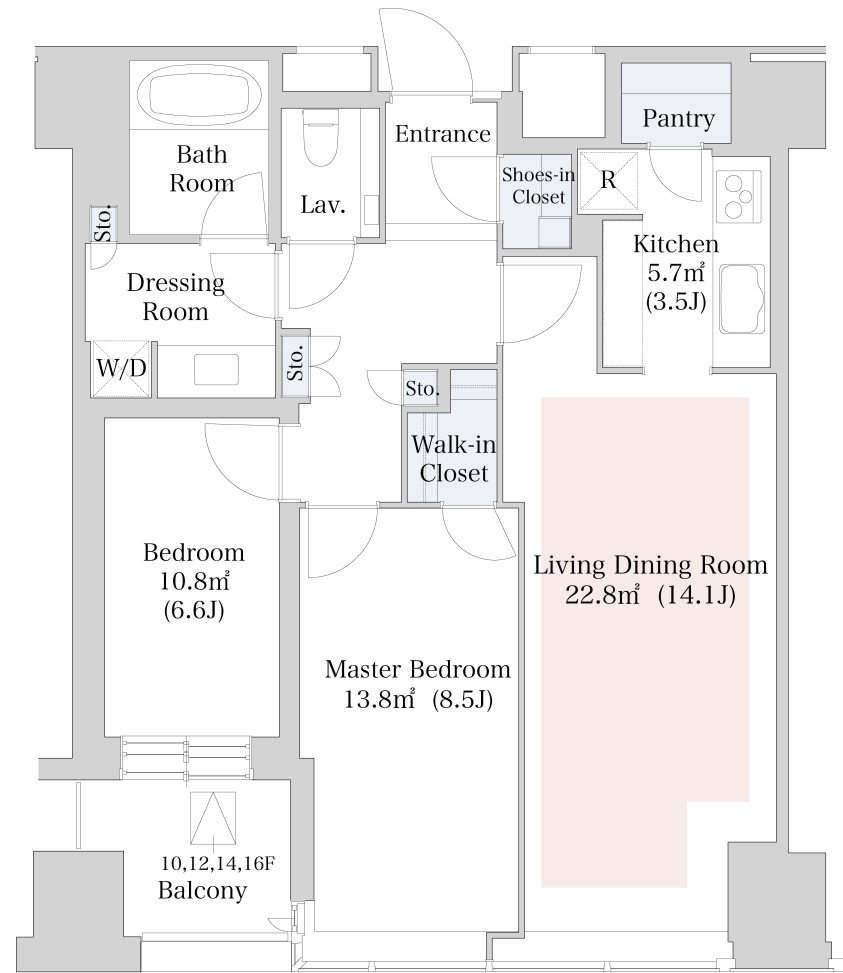 Entrance
Pantry
Bath
Room
Lav.
Shoes-in
Closet
R
Sto.
Kitchen
5.7㎡
(3.5J)
Dressing
Room
W/D
Sto.
Sto.
Walk-in
Closet
Bedroom
10.8㎡
(6.6J)
Living Dining Room
22.8㎡ (14.1J)
Master Bedroom
13.8㎡ (8.5J)
10,12,14,16F
Balcony